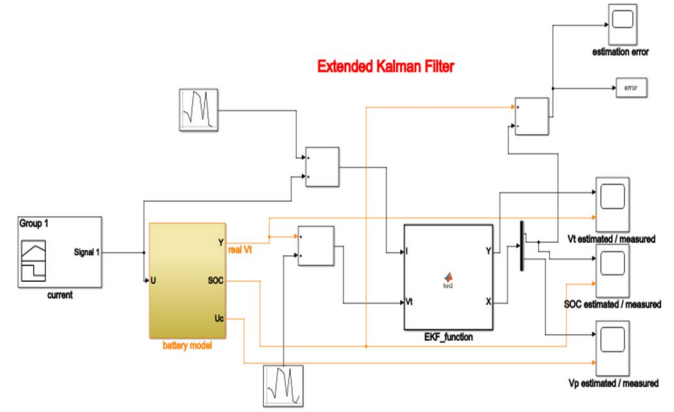 estimation error
Extended Kalman Filter
error
Group 1
Signal 1
current
U
Y
real Vt
SOC
Uc
battery model
I
Vt
Y
X
fcn2
EKF_function
Vt estimated / measured
SOC estimated / measured
Vp estimated / measured